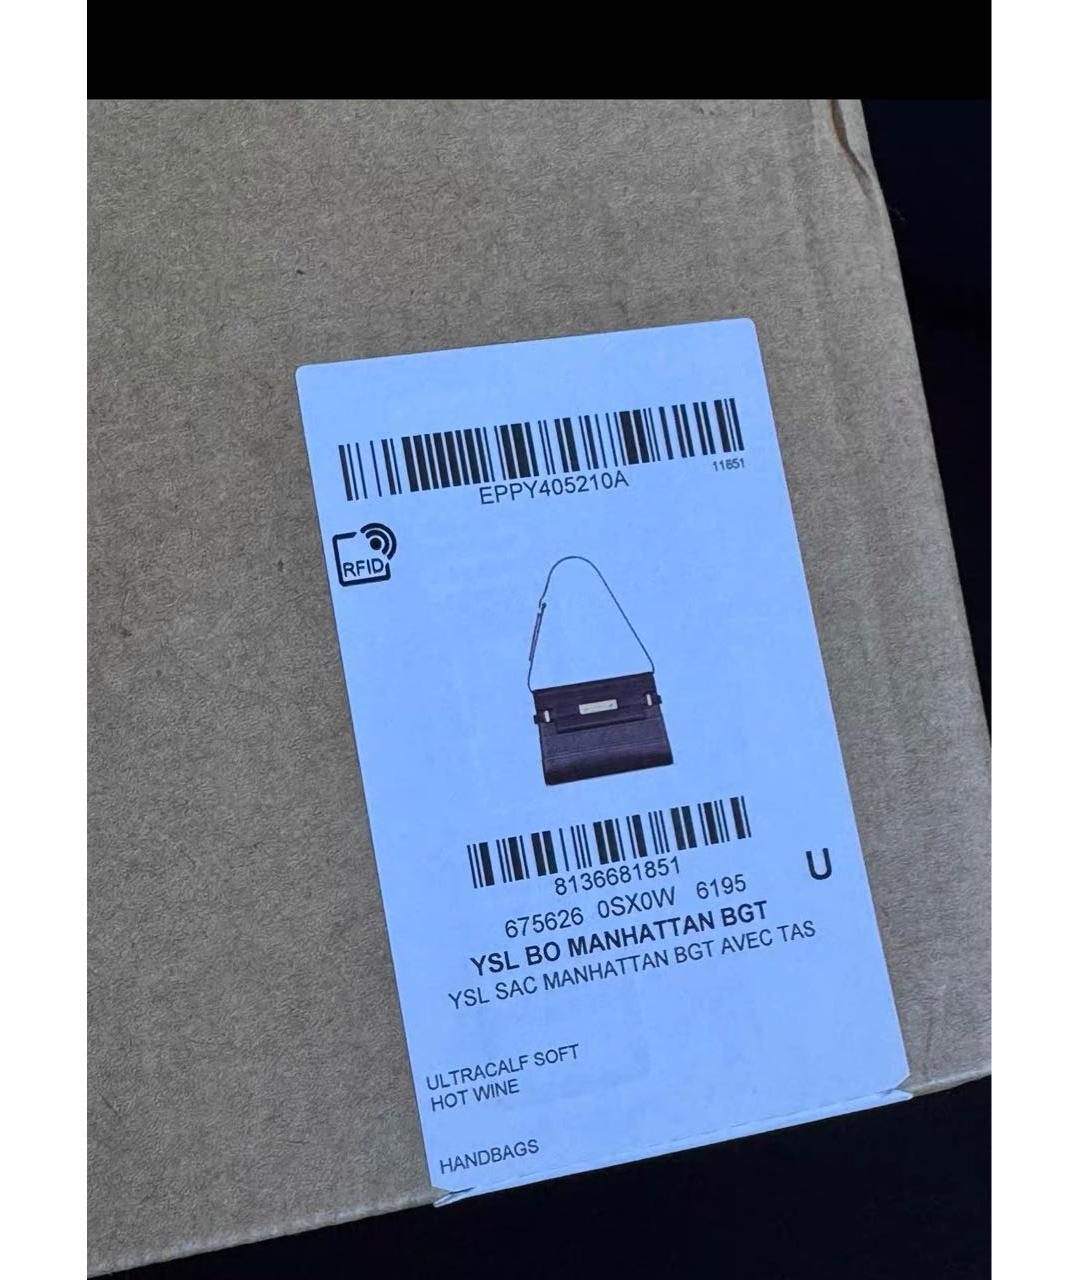 EPPY405210A
11651
RFID
8136681851
675626 0SX0W 6195
U
YSL BO MANHATTAN BGT
YSL SAC MANHATTAN BGT AVEC TAS
ULTRACALF SOFT
HOT WINE
HANDBAGS